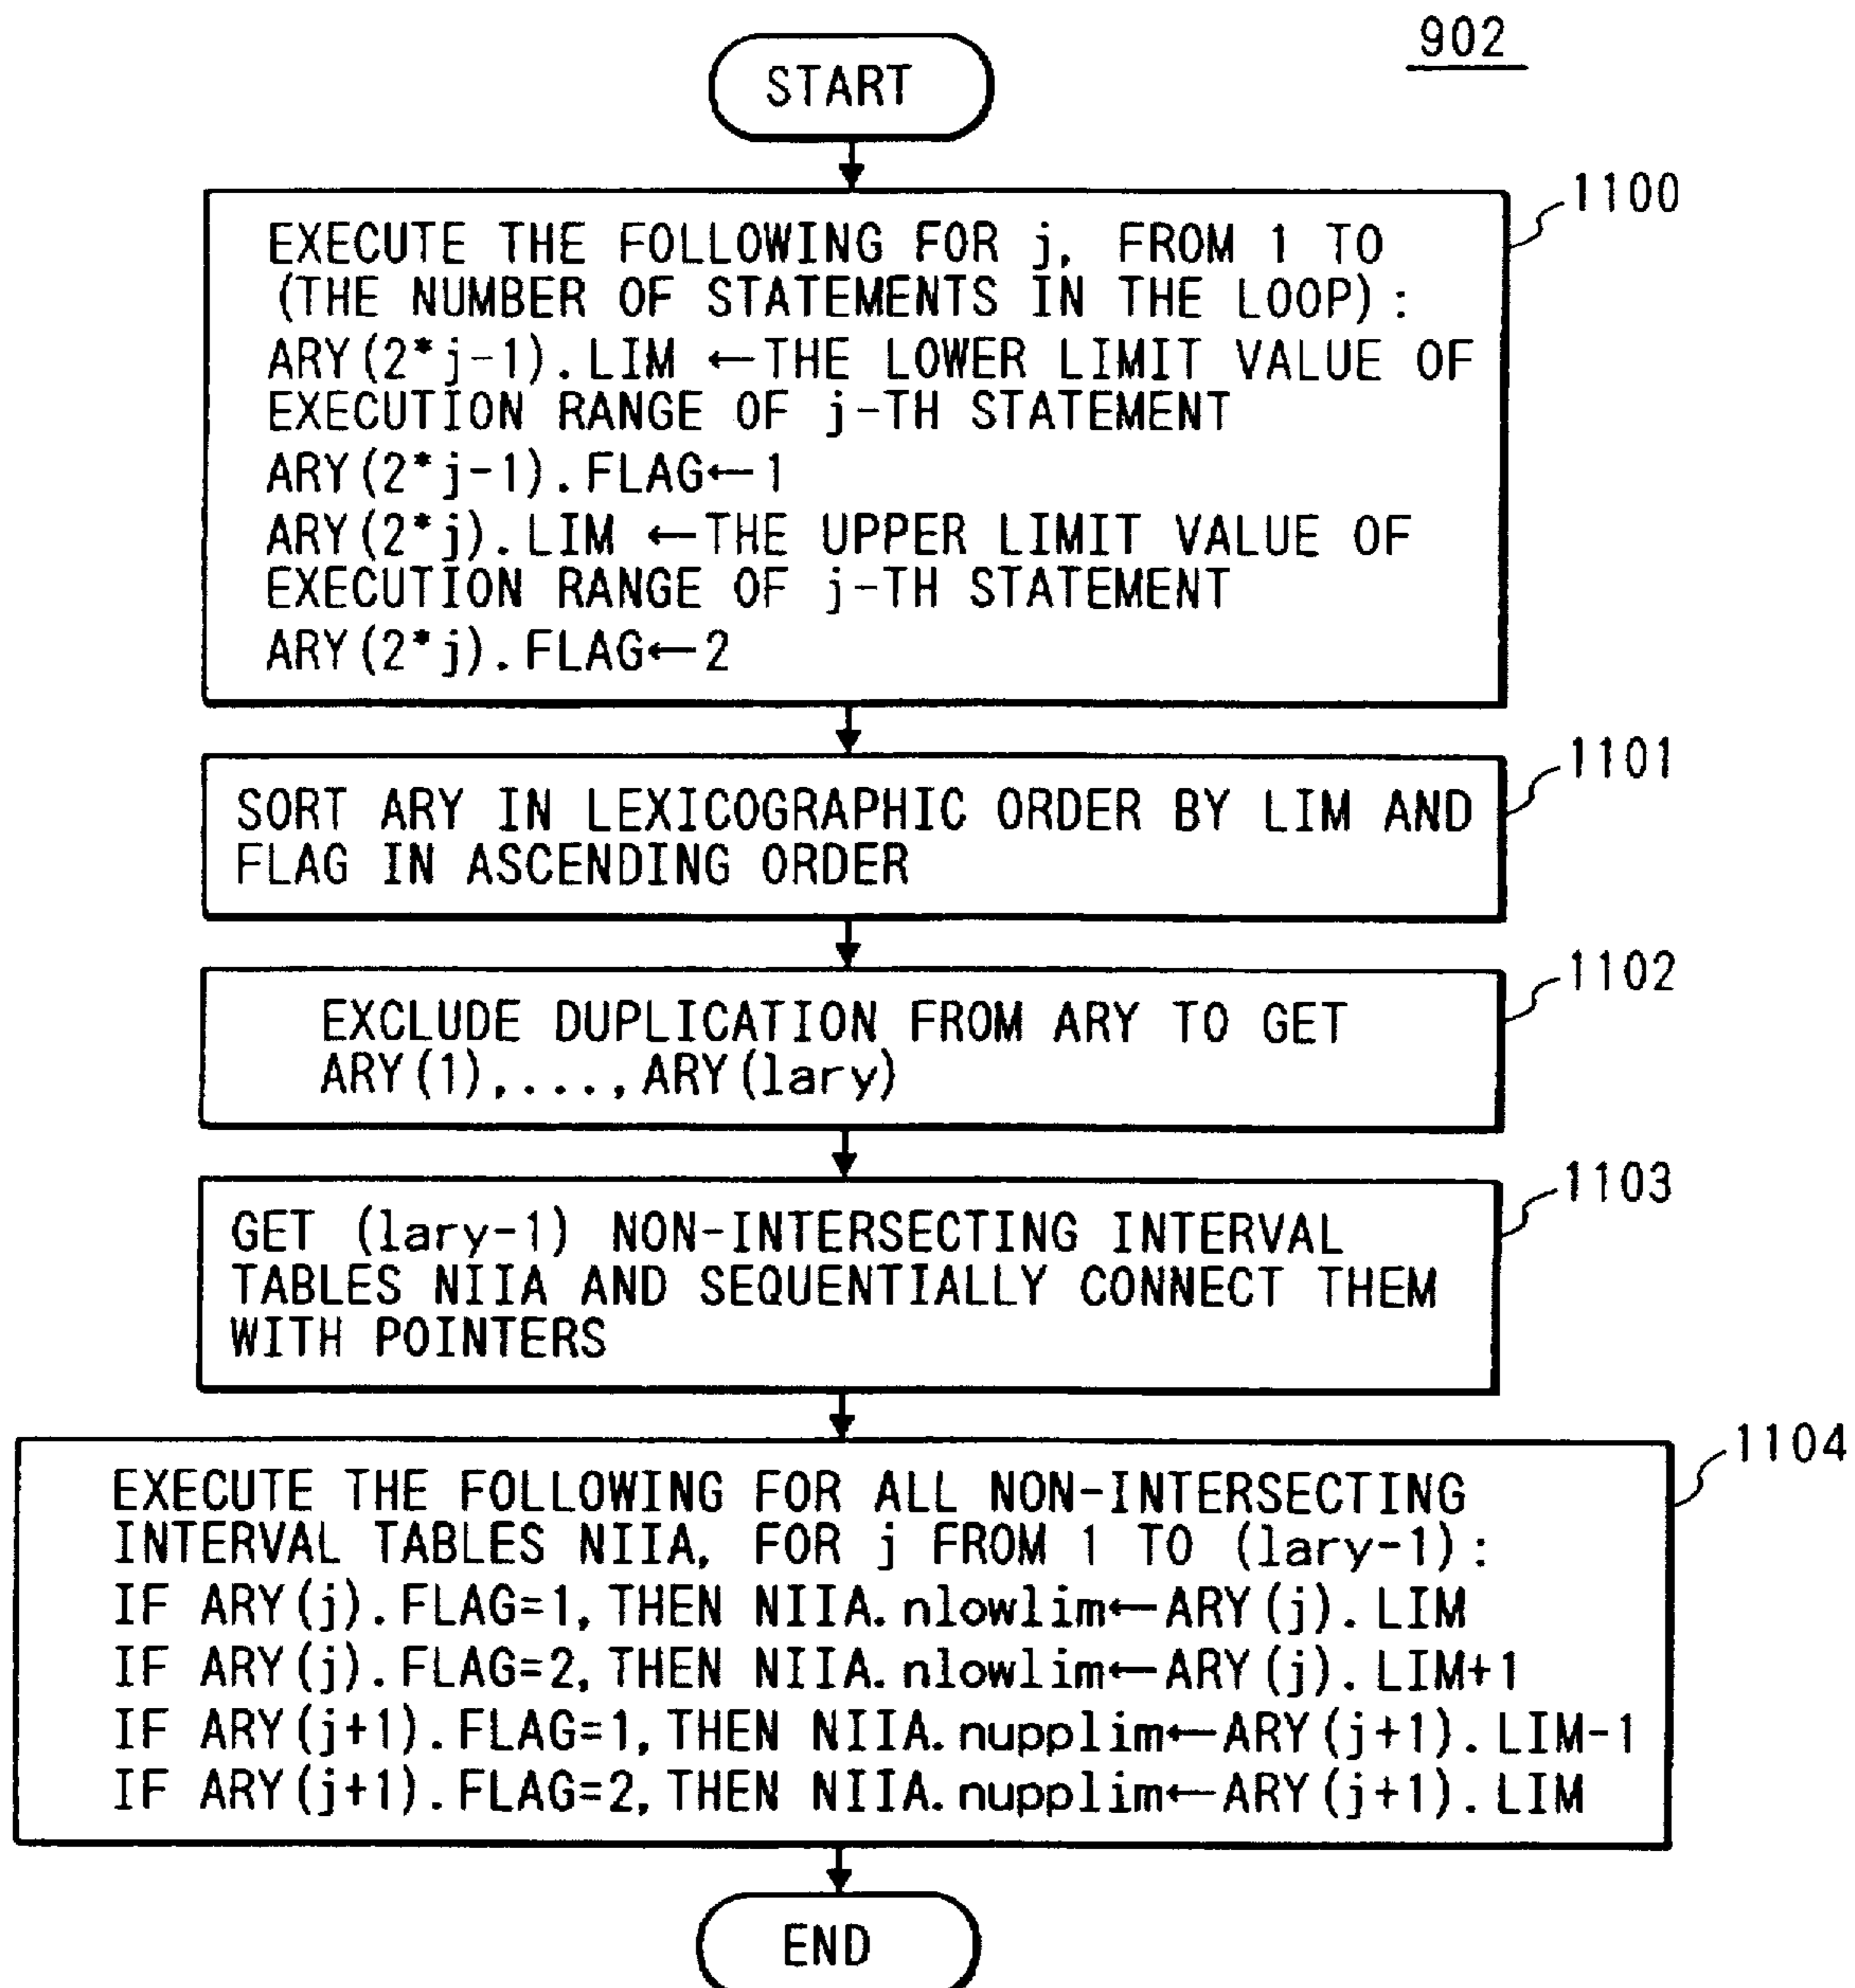 902
START
1100
EXECUTE THE FOLLOWING FOR j, FROM 1 TO
(THE NUMBER OF STATEMENTS IN THE LOOP):
ARY(2*j-1).LIM ←THE LOWER LIMIT VALUE OF
EXECUTION RANGE OF j-TH STATEMENT
ARY(2*j-1).FLAG←1
ARY(2*j).LIM ←THE UPPER LIMIT VALUE OF
EXECUTION RANGE OF j-TH STATEMENT
ARY(2*j).FLAG←2
1101
SORT ARY IN LEXICOGRAPHIC ORDER BY LIM AND
FLAG IN ASCENDING ORDER
1102
EXCLUDE DUPLICATION FROM ARY TO GET
ARY(1),....,ARY(lary)
1103
GET (lary-1) NON-INTERSECTING INTERVAL
TABLES NIIA AND SEQUENTIALLY CONNECT THEM
WITH POINTERS
1104
EXECUTE THE FOLLOWING FOR ALL NON-INTERSECTING
INTERVAL TABLES NIIA, FOR j FROM 1 TO (lary-1):
IF ARY(j).FLAG=1,THEN NIIA.nlowlim←ARY(j).LIM
IF ARY(j).FLAG=2,THEN NIIA.nlowlim←ARY(j).LIM+1
IF ARY(j+1).FLAG=1,THEN NIIA.nupplim←ARY(j+1).LIM-1
IF ARY(j+1).FLAG=2,THEN NIIA.nupplim←ARY(j+1).LIM
END